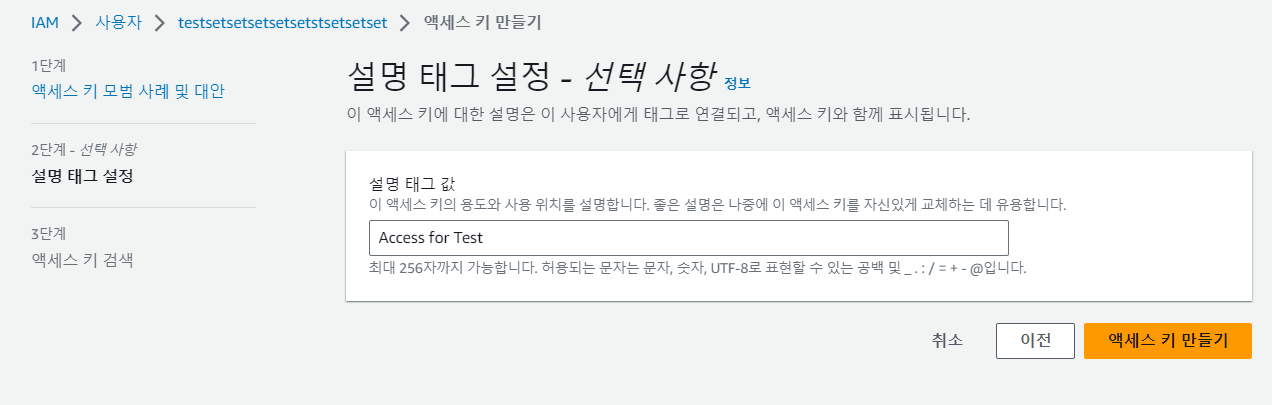 IAM > 사용자 > testsetsetsetsetsetstsetsetset > 액세스 키 만들기
1단계
액세스 키 모범 사례 및 대안
2단계 - 선택 사항
설명 태그 설정
3단계
액세스 키 검색
설명 태그 설정 - 선택 사항 정보
이 액세스 키에 대한 설명은 이 사용자에게 태그로 연결되고, 액세스 키와 함께 표시됩니다.
설명 태그 값
이 액세스 키의 용도와 사용 위치를 설명합니다. 좋은 설명은 나중에 이 액세스 키를 자신있게 교체하는 데 유용합니다.
Access for Test
최대 256자까지 가능합니다. 허용되는 문자는 문자, 숫자, UTF-8로 표현할 수 있는 공백 및 _ . : / = + - @입니다.
취소 이전 액세스 키 만들기